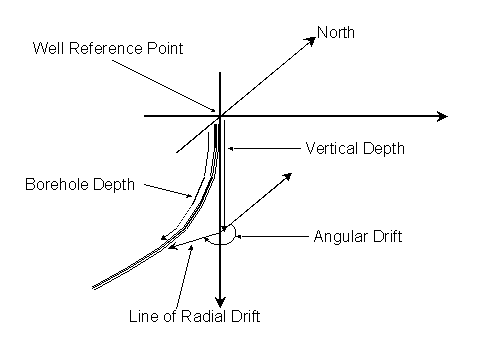 North
Well Reference Point
Vertical Depth
Borehole Depth
Angular Drift
Line of Radial Drift